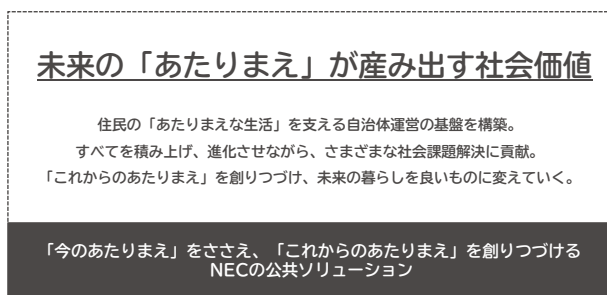 未来の「あたりまえ」が産み出す社会価値
住民の「あたりまえな生活」を支える自治体運営の基盤を構築。
すべてを積み上げ、進化させながら、さまざまな社会課題解決に貢献。
「これからのあたりまえ」を創りつづけ、未来の暮らしを良いものに変えていく。
「今のあたりまえ」をささえ、「これからのあたりまえ」を創りつづける
NECの公共ソリューション